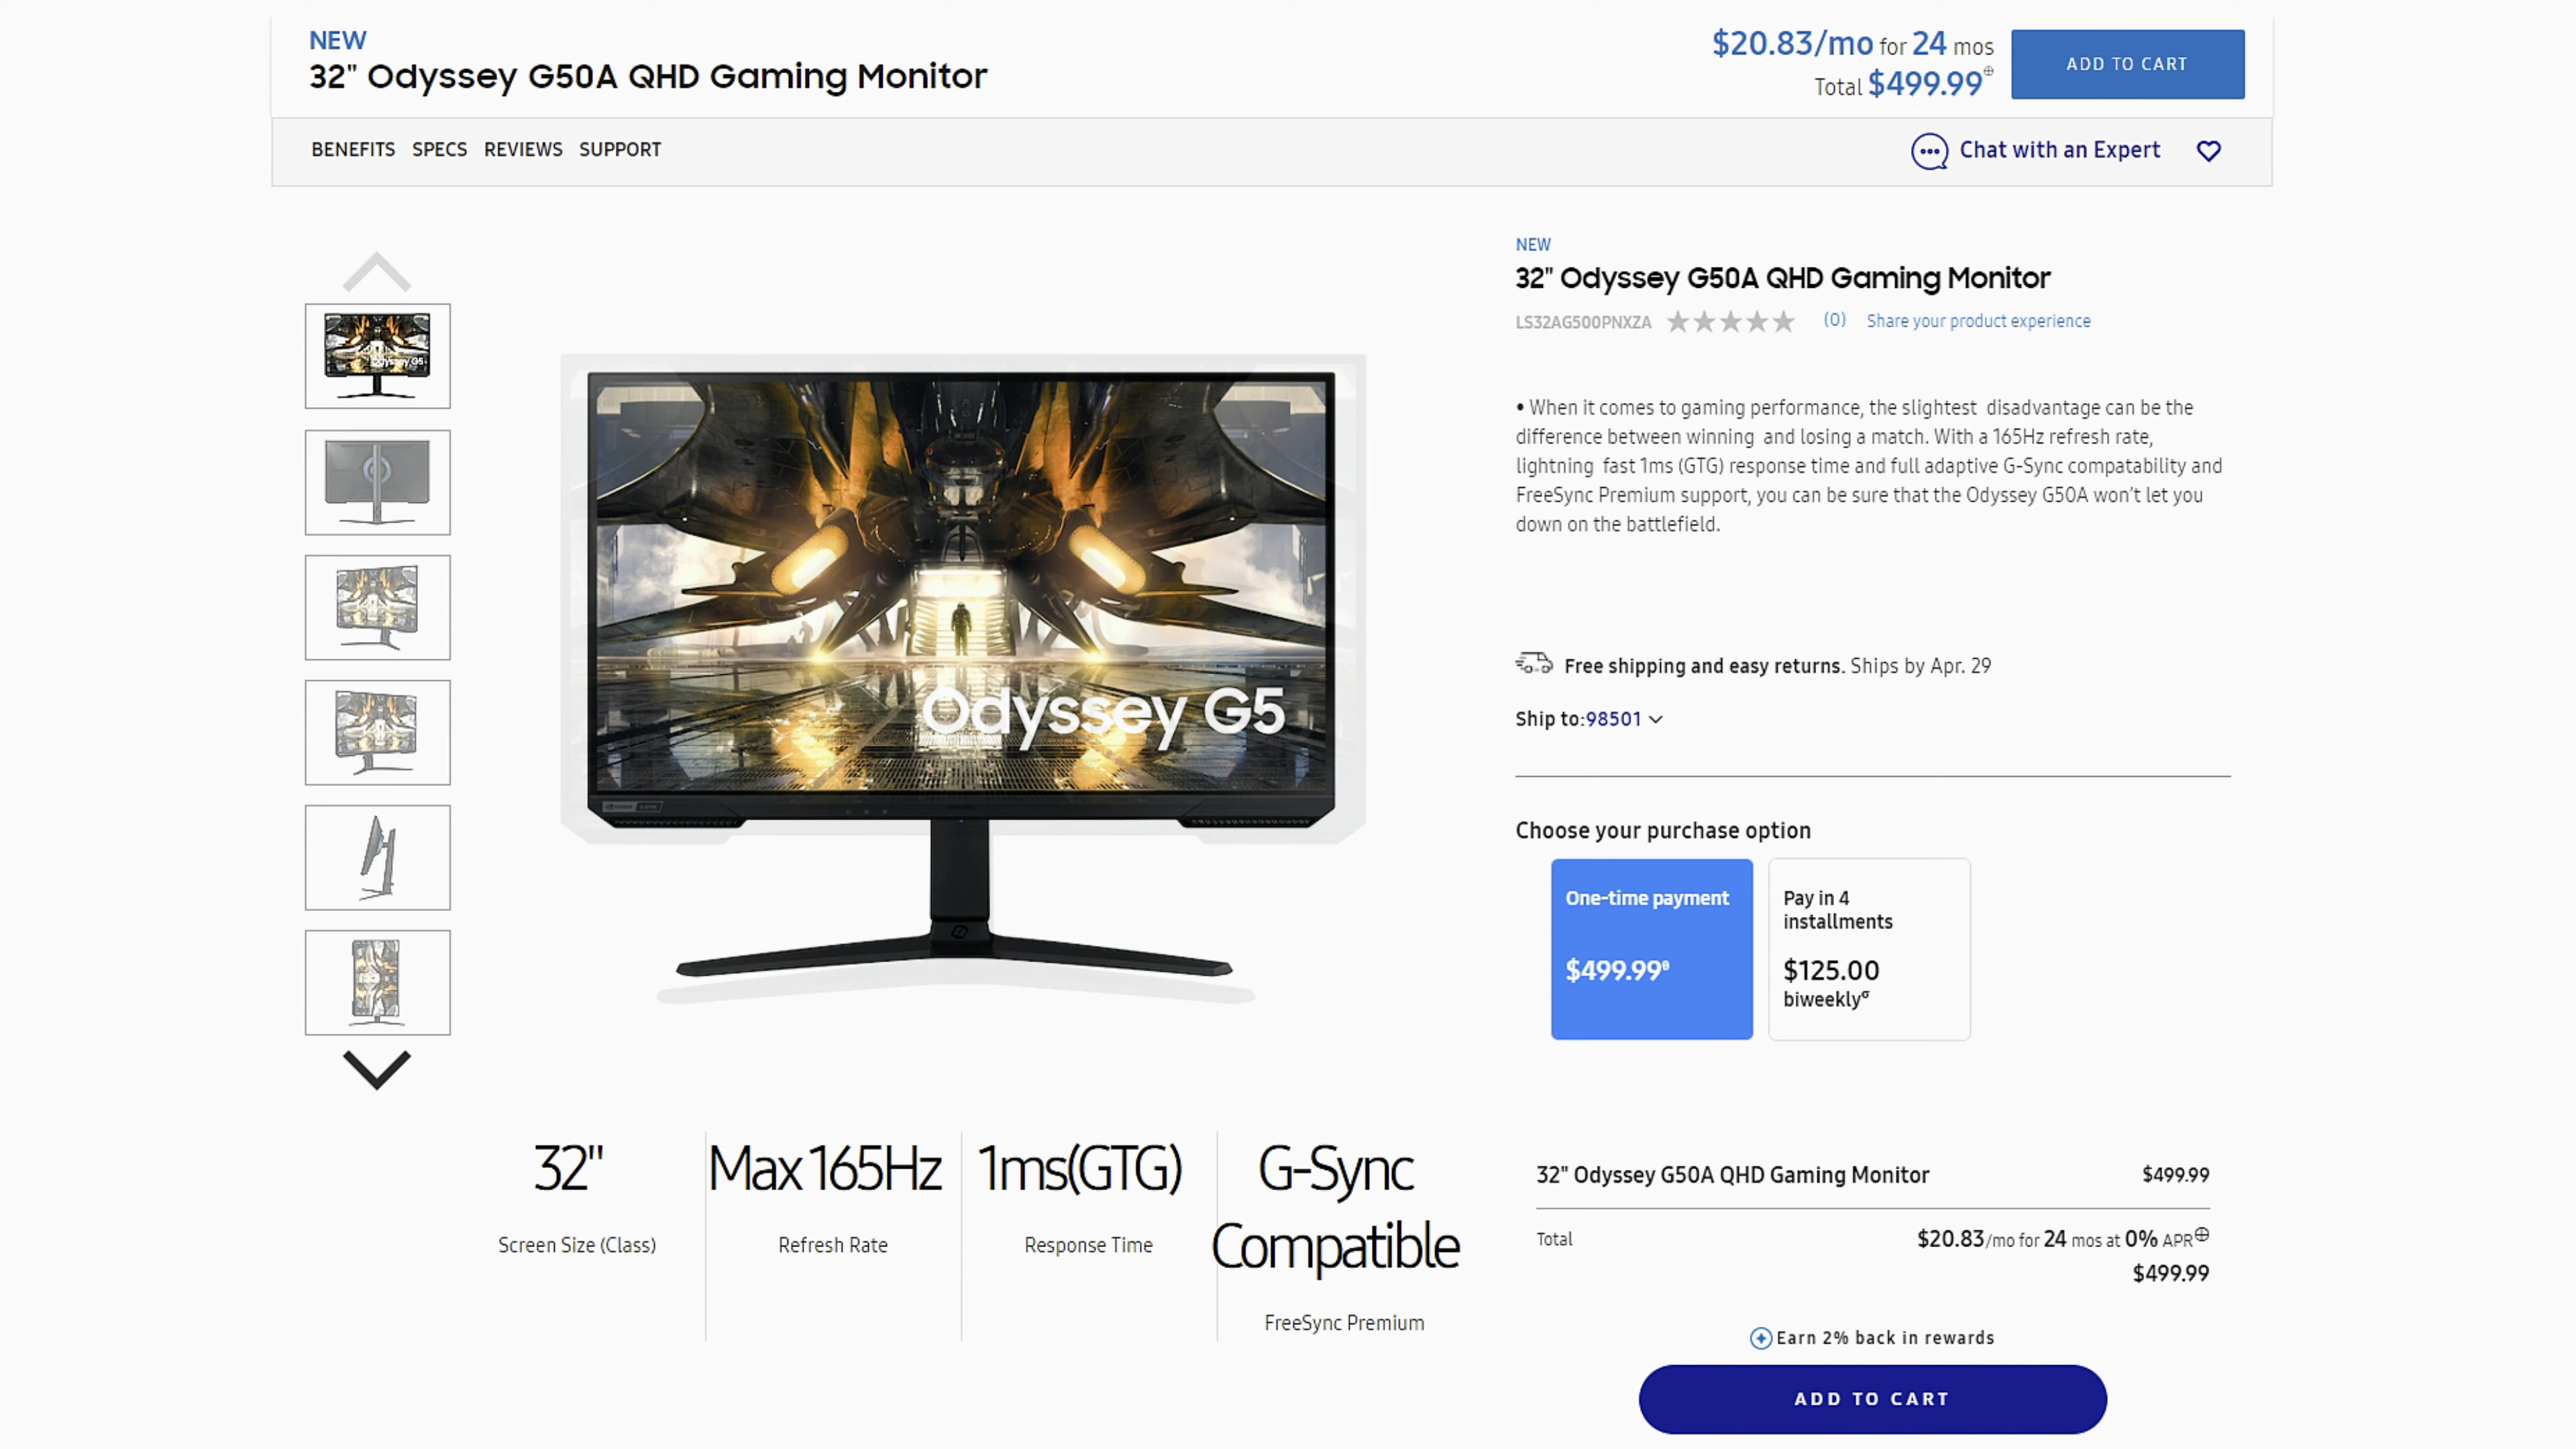 NEW
32" Odyssey G50A QHD Gaming Monitor
$20.83/mo for 24 mos
Total $499.99⊕
ADD TO CART
BENEFITS SPECS REVIEWS SUPPORT
Chat with an Expert
NEW
32" Odyssey G50A QHD Gaming Monitor
LS32AG500PNXZA (0) Share your product experience
• When it comes to gaming performance, the slightest disadvantage can be the
difference between winning and losing a match. With a 165Hz refresh rate,
lightning fast 1ms (GTG) response time and full adaptive G-Sync compatability and
FreeSync Premium support, you can be sure that the Odyssey G50A won't let you
down on the battlefield.
Odyssey G5
Odyssey G5
Free shipping and easy returns. Ships by Apr. 29
Ship to:98501
Choose your purchase option
One-time payment
$499.99
Pay in 4
installments
$125.00
biweeklyσ
32"
Screen Size (Class)
Max 165Hz
Refresh Rate
1ms(GTG)
Response Time
G-Sync
Compatible
FreeSync Premium
32" Odyssey G50A QHD Gaming Monitor $499.99
Total $20.83/mo for 24 mos at 0% APR⊕
$499.99
Earn 2% back in rewards
ADD TO CART